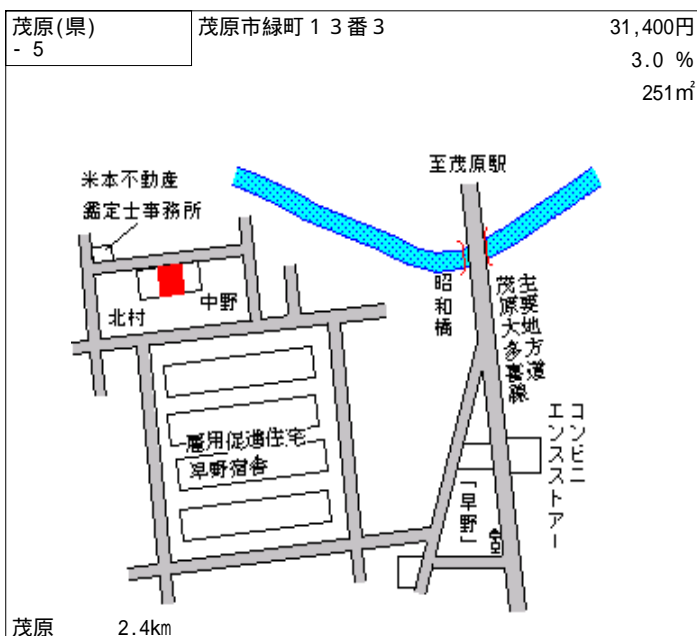 茂原(県)
- 5
茂原市緑町１３番３
31,400円
3.0 %
251㎡
米本不動産
鑑定士事務所
至茂原駅
北村
中野
昭和橋
主要地方道
茂原大多喜線
雇用促進住宅
早野宿舎
コンビニ
エンスストアー
「早野」
茂原 2.4km